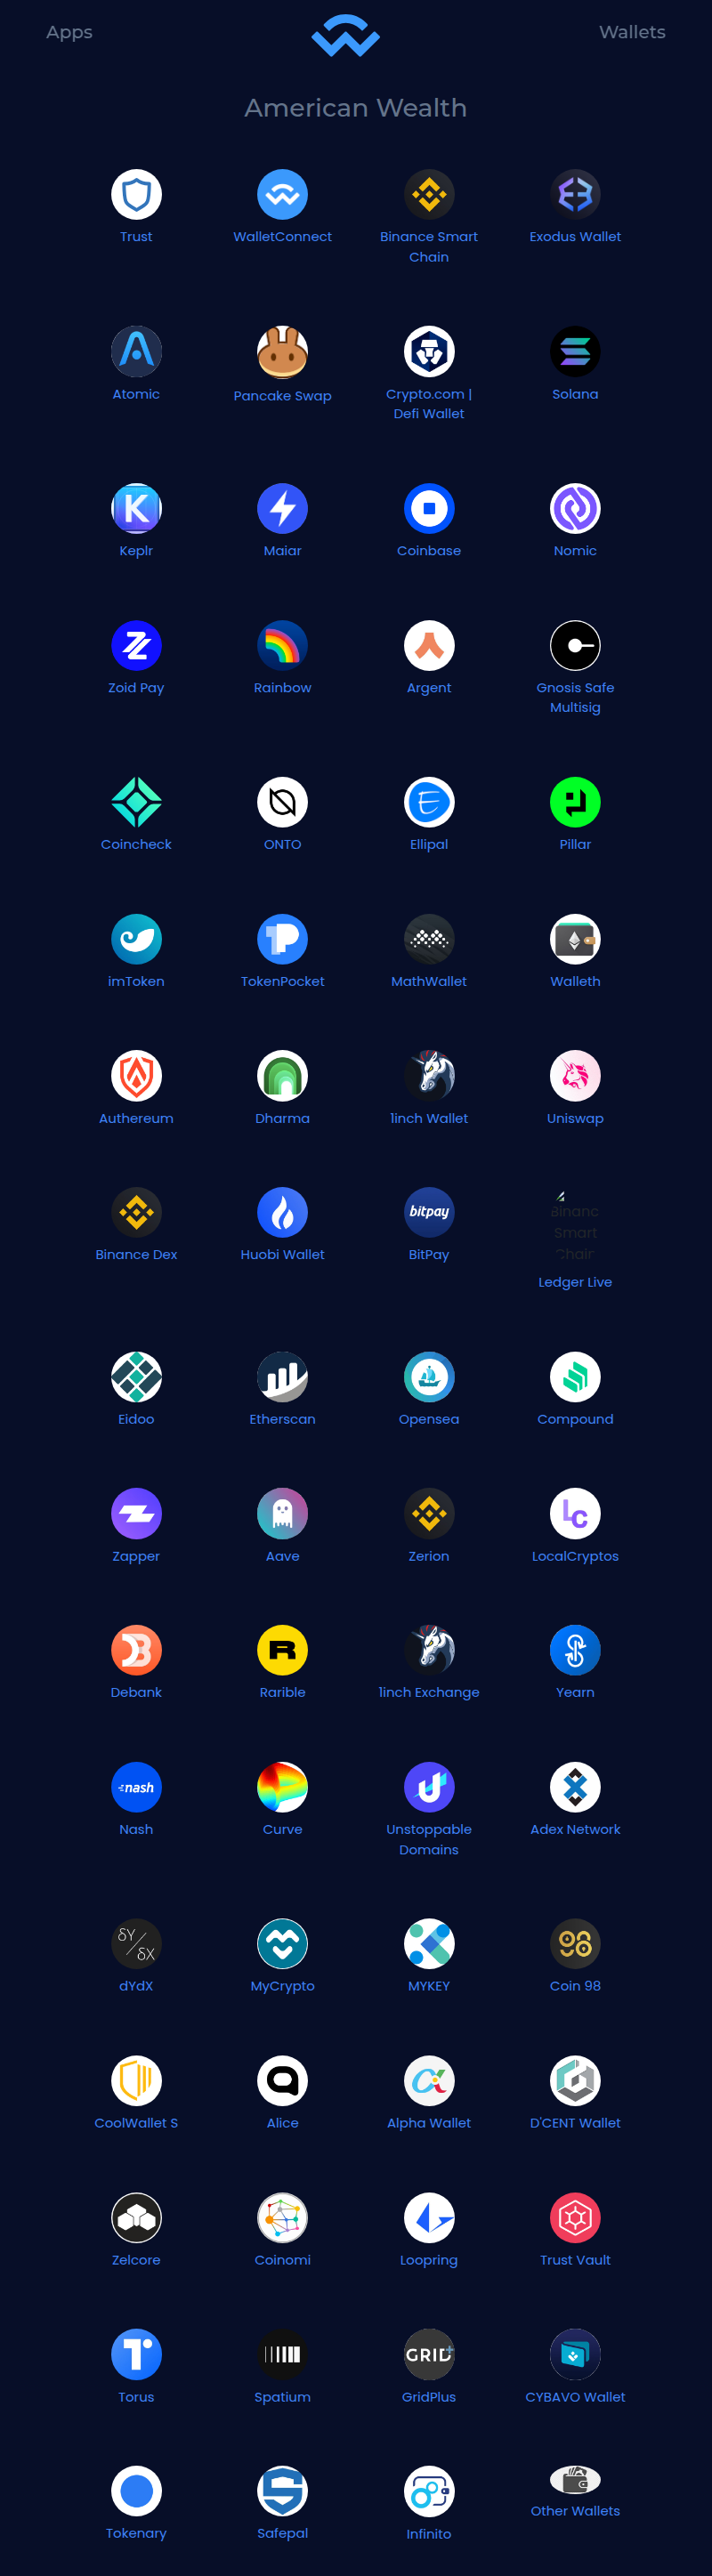 Apps
Wallets
American Wealth
Trust
WalletConnect
Binance Smart
Chain
Exodus Wallet
Atomic
Pancake Swap
Crypto.com |
Defi Wallet
Solana
K
Keplr
Maiar
Coinbase
Nomic
Zoid Pay
Rainbow
Argent
Gnosis Safe
Multisig
Coincheck
ONTO
Ellipal
Pillar
imToken
TokenPocket
MathWallet
Walleth
Authereum
Dharma
1inch Wallet
Uniswap
Binance Dex
Huobi Wallet
bitpay
BitPay
Binanc
Smart
Chain
Ledger Live
Eidoo
Etherscan
Opensea
Compound
Zapper
Aave
Zerion
Lc
LocalCryptos
Debank
R
Rarible
1inch Exchange
Yearn
nash
Nash
Curve
Unstoppable
Domains
Adex Network
δY/δX
dYdX
MyCrypto
MYKEY
98
Coin 98
CoolWallet S
Alice
Alpha Wallet
D'CENT Wallet
Zelcore
Coinomi
Loopring
Trust Vault
T
Torus
Spatium
GRID+
GridPlus
CYBAVO Wallet
Tokenary
S
Safepal
Infinito
Other Wallets